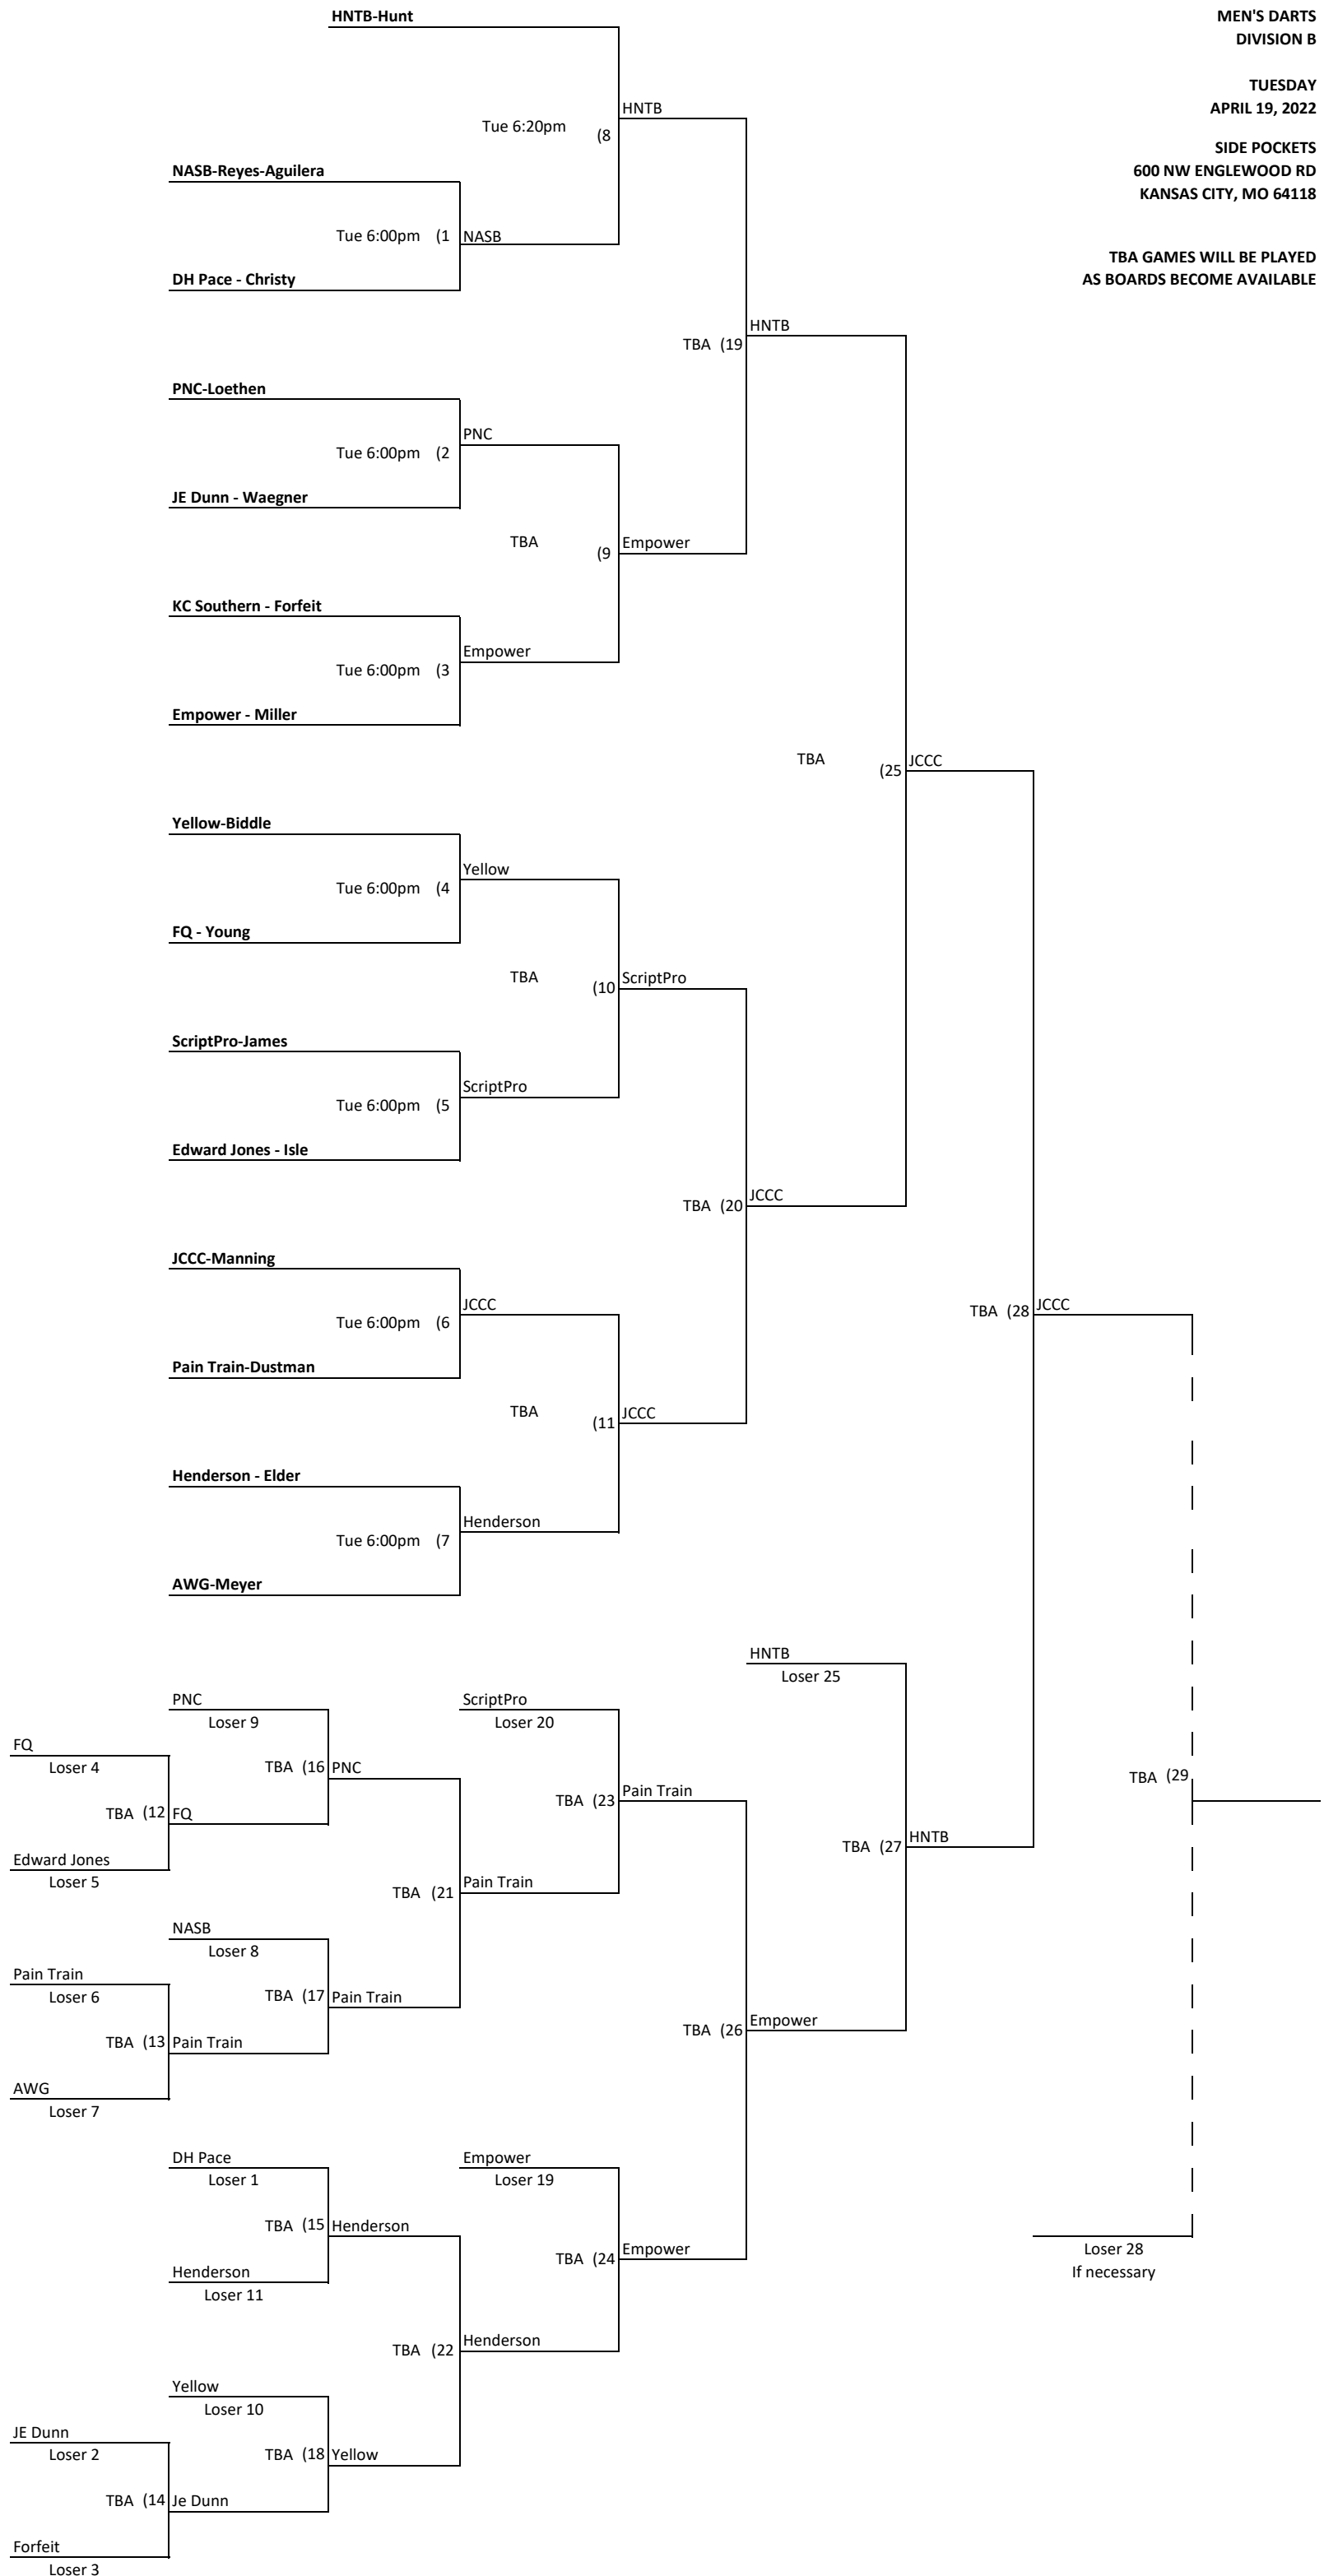 HNTB-Hunt
MEN'S DARTS
DIVISION B
TUESDAY
APRIL 19, 2022
HNTB
Tue 6:20pm (8
SIDE POCKETS
600 NW ENGLEWOOD RD
KANSAS CITY, MO 64118
NASB-Reyes-Aguilera
Tue 6:00pm (1 NASB
DH Pace - Christy
TBA GAMES WILL BE PLAYED
AS BOARDS BECOME AVAILABLE
HNTB
TBA (19
PNC-Loethen
PNC
Tue 6:00pm (2
JE Dunn - Waegner
TBA (9 Empower
KC Southern - Forfeit
Empower
Tue 6:00pm (3
Empower - Miller
TBA (25 JCCC
Yellow-Biddle
Yellow
Tue 6:00pm (4
FQ - Young
TBA (10 ScriptPro
ScriptPro-James
ScriptPro
Tue 6:00pm (5
Edward Jones - Isle
TBA (20 JCCC
JCCC-Manning
JCCC
TBA (28 JCCC
Tue 6:00pm (6
Pain Train-Dustman
TBA (11 JCCC
Henderson - Elder
Henderson
Tue 6:00pm (7
AWG-Meyer
HNTB
Loser 25
PNC
Loser 9
ScriptPro
Loser 20
FQ
Loser 4
TBA (16 PNC
TBA (29
TBA (23 Pain Train
TBA (12 FQ
TBA (27 HNTB
Edward Jones
Loser 5
TBA (21 Pain Train
NASB
Loser 8
Pain Train
Loser 6
TBA (17 Pain Train
TBA (26 Empower
TBA (13 Pain Train
AWG
Loser 7
DH Pace
Loser 1
Empower
Loser 19
TBA (15 Henderson
Loser 28
If necessary
TBA (24 Empower
Henderson
Loser 11
TBA (22 Henderson
Yellow
Loser 10
JE Dunn
Loser 2
TBA (18 Yellow
TBA (14 Je Dunn
Forfeit
Loser 3